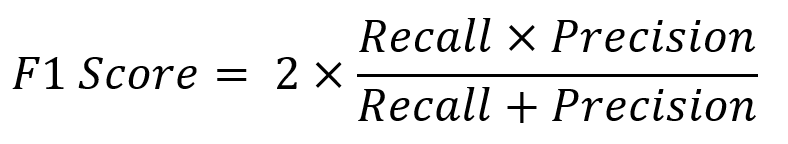 F1 Score = 2 × Recall × Precision / Recall + Precision